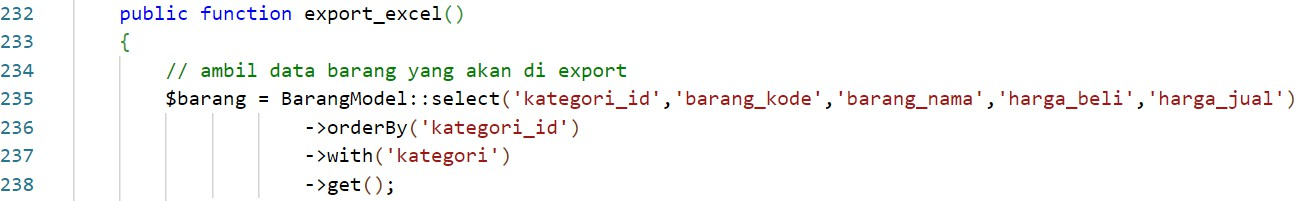 232 public function export_excel()
233 {
234 // ambil data barang yang akan di export
235 $barang = BarangModel::select('kategori_id','barang_kode','barang_nama','harga_beli','harga_jual')
236 ->orderBy('kategori_id')
237 ->with('kategori')
238 ->get();